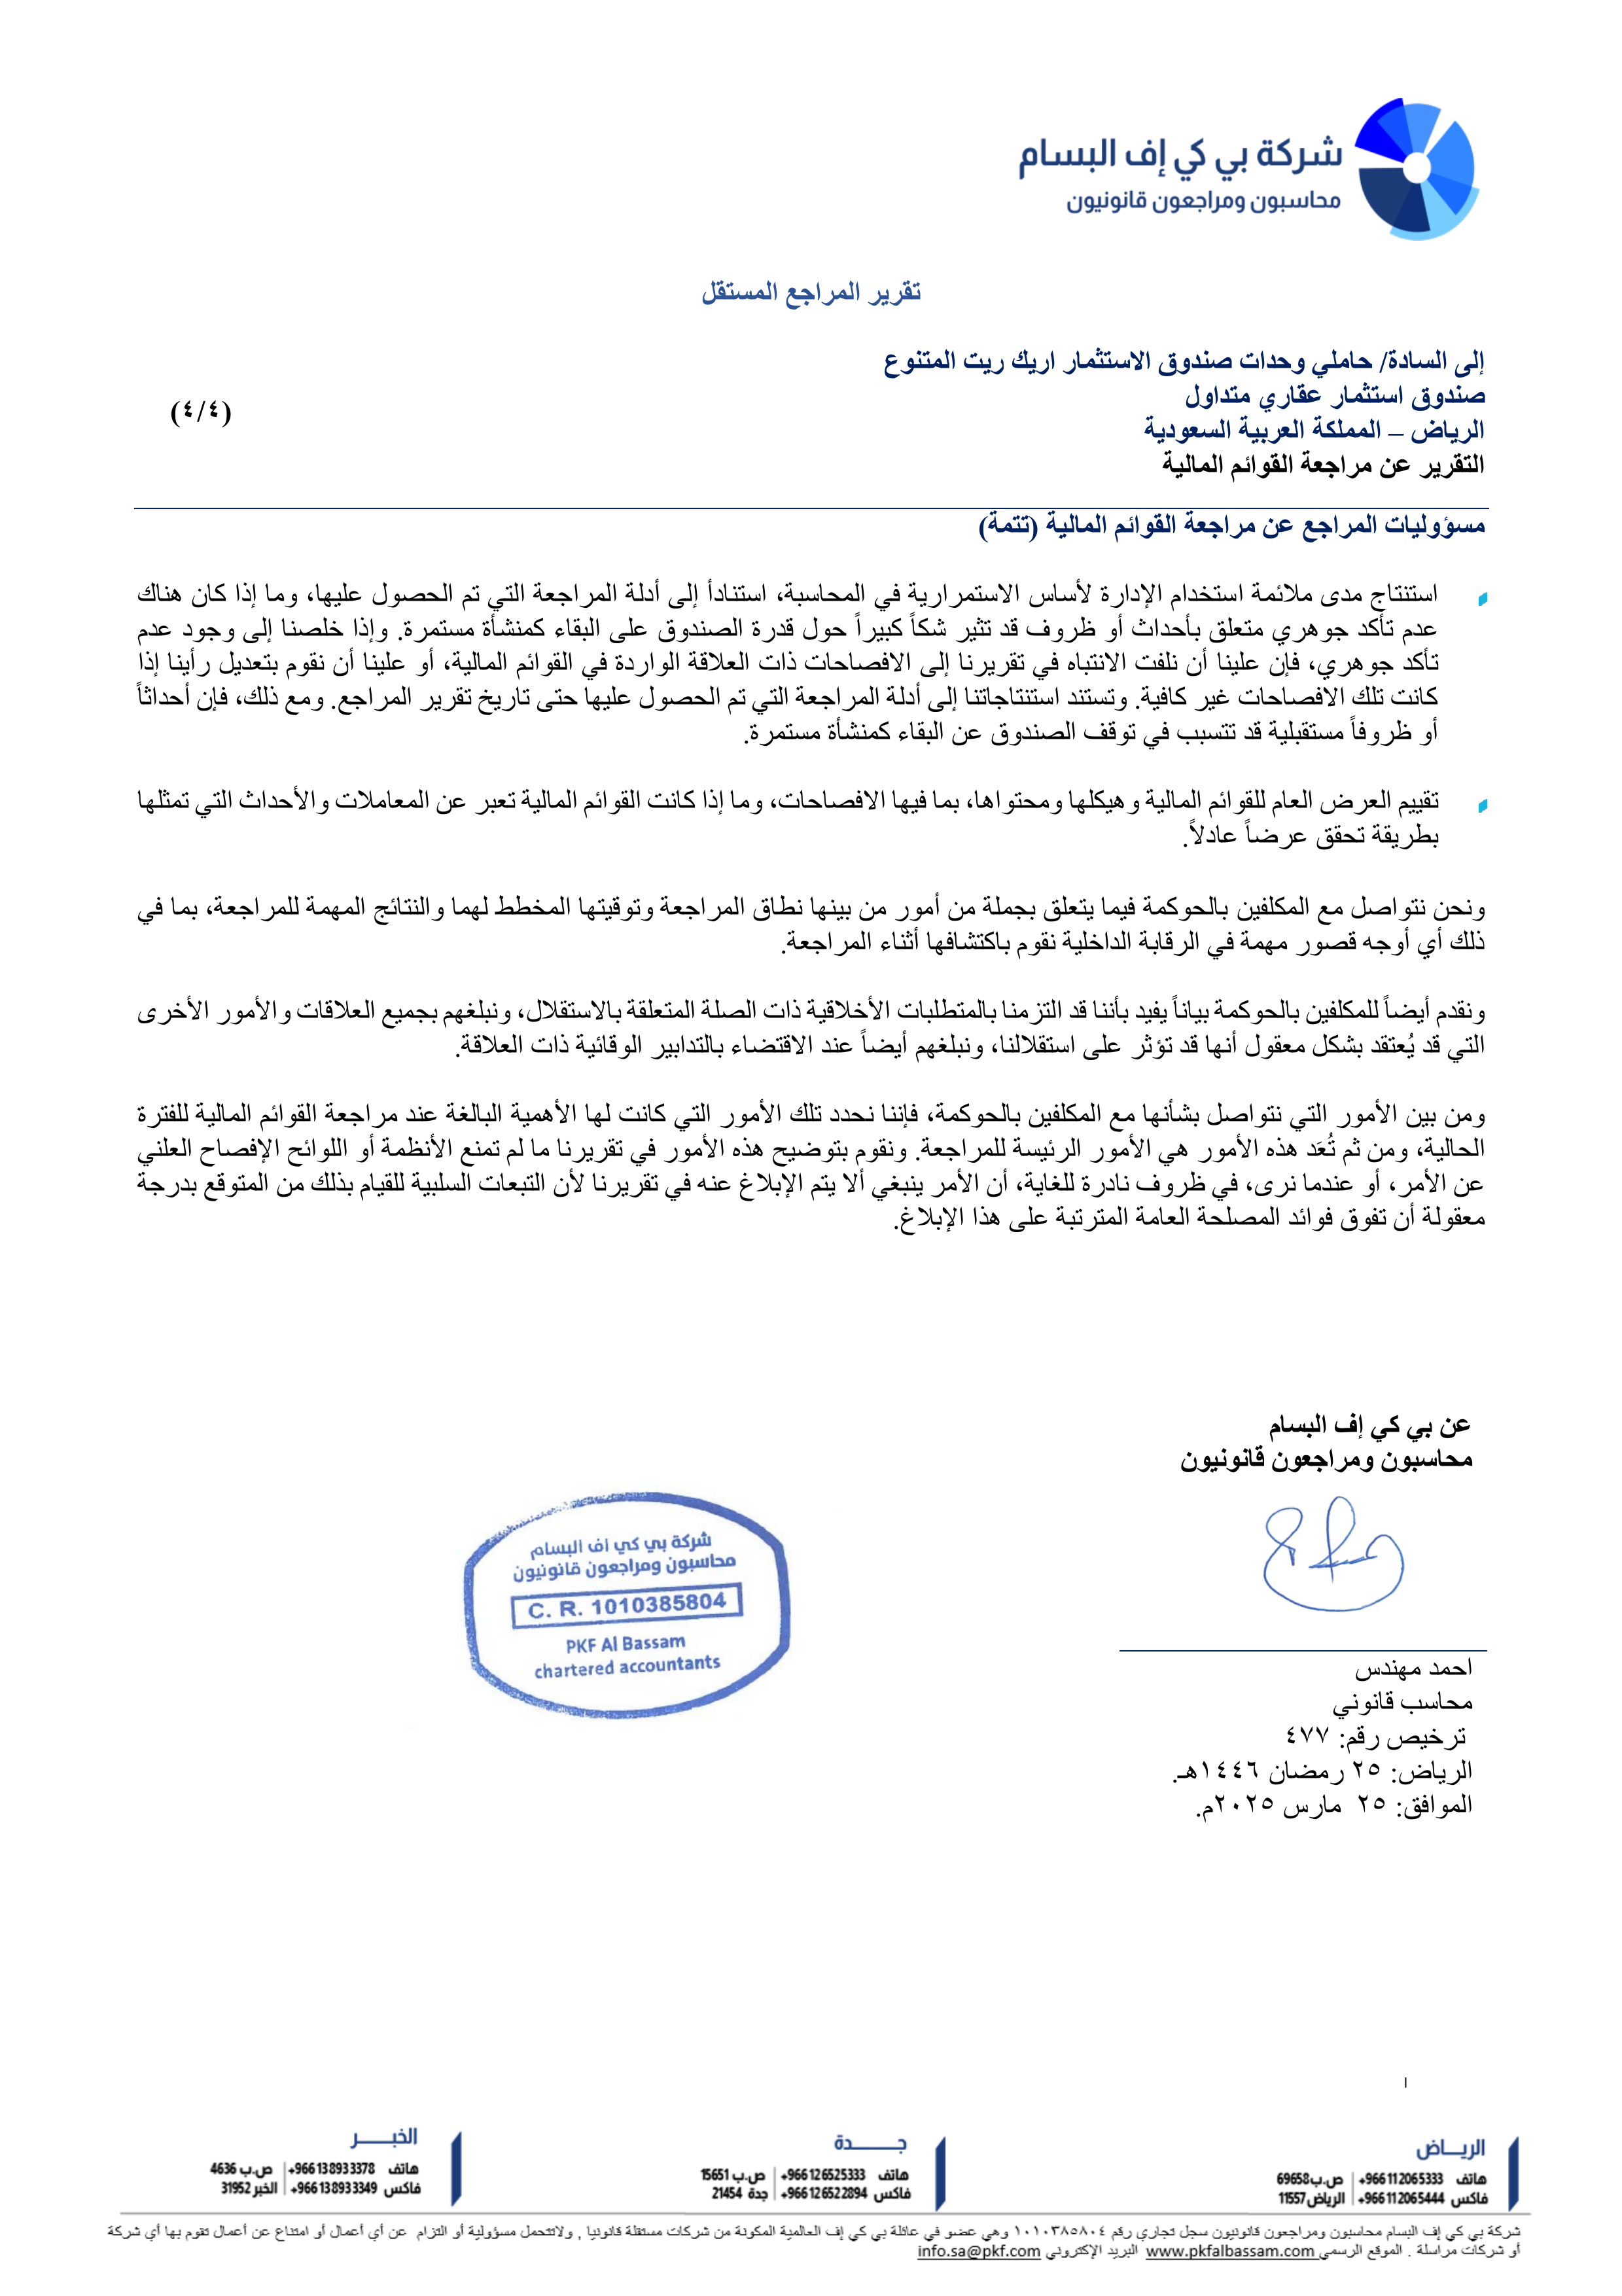 شركة بي كي إف البسام
محاسبون ومراجعون قانونيون
تقرير المراجع المستقل
إلى السادة/ حاملي وحدات صندوق الاستثمار اريك ريت المتنوع
صندوق استثمار عقاري متداول
(٤/٤)
الرياض – المملكة العربية السعودية
التقرير عن مراجعة القوائم المالية
مسؤوليات المراجع عن مراجعة القوائم المالية (تتمة)
استنتاج مدى ملائمة استخدام الإدارة لأساس الاستمرارية في المحاسبة، استناداً إلى أدلة المراجعة التي تم الحصول عليها، وما إذا كان هناك
عدم تأكد جوهري متعلق بأحداث أو ظروف قد تثير شكاً كبيراً حول قدرة الصندوق على البقاء كمنشأة مستمرة. وإذا خلصنا إلى وجود عدم
تأكد جوهري، فإن علينا أن نلفت الانتباه في تقريرنا إلى الافصاحات ذات العلاقة الواردة في القوائم المالية، أو علينا أن نقوم بتعديل رأينا إذا
كانت تلك الافصاحات غير كافية. وتستند استنتاجاتنا إلى أدلة المراجعة التي تم الحصول عليها حتى تاريخ تقرير المراجع. ومع ذلك، فإن أحداثاً
أو ظروفاً مستقبلية قد تتسبب في توقف الصندوق عن البقاء كمنشأة مستمرة.
تقييم العرض العام للقوائم المالية وهيكلها ومحتواها، بما فيها الافصاحات، وما إذا كانت القوائم المالية تعبر عن المعاملات والأحداث التي تمثلها
بطريقة تحقق عرضاً عادلاً.
ونحن نتواصل مع المكلفين بالحوكمة فيما يتعلق بجملة من أمور من بينها نطاق المراجعة وتوقيتها المخطط لهما والنتائج المهمة للمراجعة، بما في
ذلك أي أوجه قصور مهمة في الرقابة الداخلية نقوم باكتشافها أثناء المراجعة.
ونقدم أيضاً للمكلفين بالحوكمة بياناً يفيد بأننا قد التزمنا بالمتطلبات الأخلاقية ذات الصلة المتعلقة بالاستقلال، ونبلغهم بجميع العلاقات والأمور الأخرى
التي قد يُعتقد بشكل معقول أنها قد تؤثر على استقلالنا، ونبلغهم أيضاً عند الاقتضاء بالتدابير الوقائية ذات العلاقة.
ومن بين الأمور التي نتواصل بشأنها مع المكلفين بالحوكمة، فإننا نحدد تلك الأمور التي كانت لها الأهمية البالغة عند مراجعة القوائم المالية للفترة
الحالية، ومن ثم تُعَد هذه الأمور هي الأمور الرئيسة للمراجعة. ونقوم بتوضيح هذه الأمور في تقريرنا ما لم تمنع الأنظمة أو اللوائح الإفصاح العلني
عن الأمر، أو عندما نرى، في ظروف نادرة للغاية، أن الأمر ينبغي ألا يتم الإبلاغ عنه في تقريرنا لأن التبعات السلبية للقيام بذلك من المتوقع بدرجة
معقولة أن تفوق فوائد المصلحة العامة المترتبة على هذا الإبلاغ.
عن بي كي إف البسام
محاسبون ومراجعون قانونيون
شركة بي كي اف البسام
محاسبون ومراجعون قانونيون
C. R. 1010385804
PKF Al Bassam
chartered accountants
احمد مهندس
محاسب قانوني
ترخيص رقم: ٤٧٧
الرياض: ٢٥ رمضان ١٤٤٦هـ.
الموافق: ٢٥ مارس ٢٠٢٥م.
الريـــاض
هاتف +966112065333 ص.ب69658
فاكس +966112065444 الرياض11557
جـــــدة
هاتف +966126525333 ص.ب 15651
فاكس +966126522894 جدة 21454
الخبـــــر
هاتف +966138933378 ص.ب 4636
فاكس +966138933349 الخبر 31952
شركة بي كي إف البسام محاسبون ومراجعون قانونيون سجل تجاري رقم ١٠١٠٣٨٥٨٠٤ وهي عضو في عائلة بي كي إف العالمية المكونة من شركات مستقلة قانونيا , ولاتتحمل مسؤولية أو التزام عن أي أعمال أو امتناع عن أعمال تقوم بها أي شركة
أو شركات مراسلة . الموقع الرسمي www.pkfalbassam.com البريد الإكتروني info.sa@pkf.com